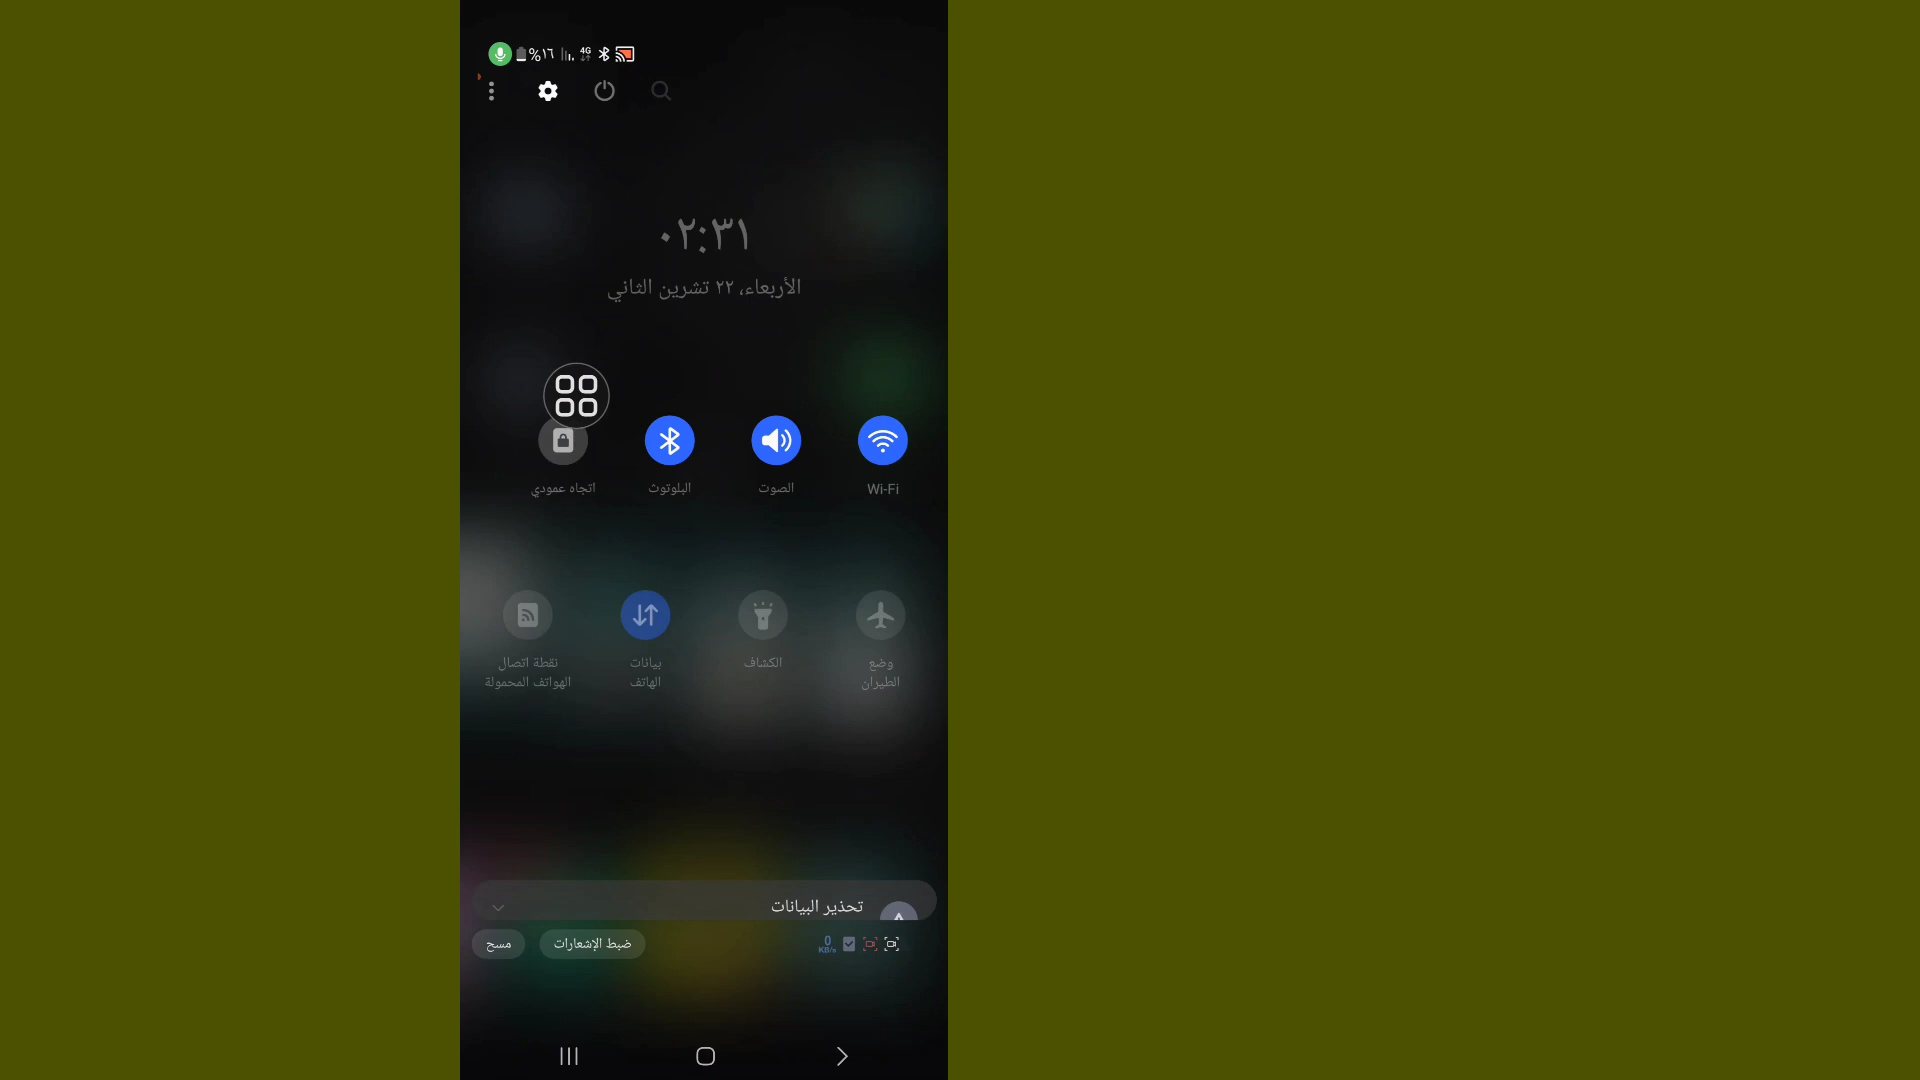 %١٦ 4G
٠٢:٣١
الأربعاء، ٢٢ تشرين الثاني
Wi-Fi
الصوت
البلوتوث
اتجاه عمودي
وضع
الطيران
الكشاف
بيانات
الهاتف
نقطة اتصال
الهواتف المحمولة
تحذير البيانات
0
KB/s
ضبط الإشعارات
مسح